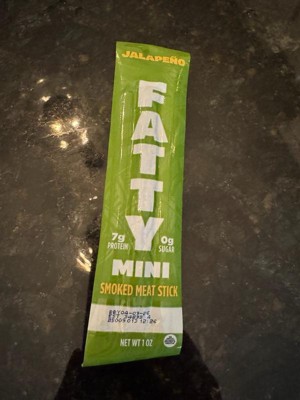 JALAPEÑO
FATTY
7g PROTEIN
0g SUGAR
MINI
SMOKED MEAT STICK
NET WT 1 OZ